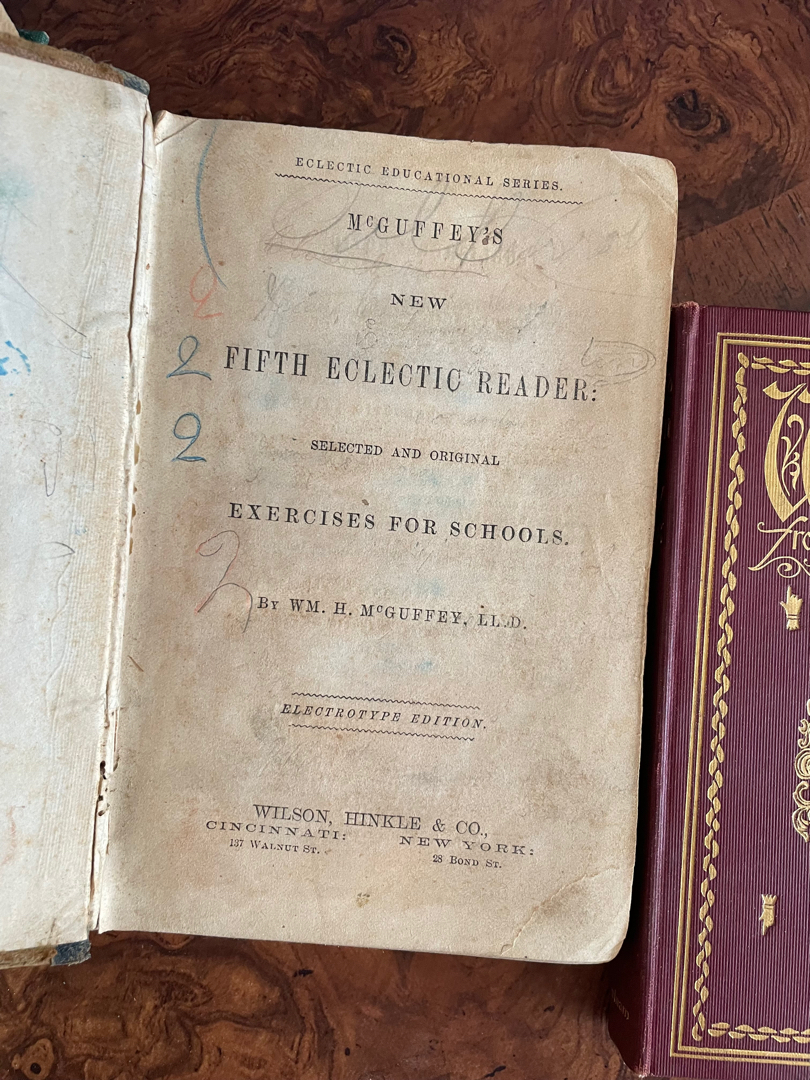 ECLECTIC EDUCATIONAL SERIES.
McGUFFEY'S
NEW
2
2 FIFTH ECLECTIC READER:
2
SELECTED AND ORIGINAL
EXERCISES FOR SCHOOLS.
2
By WM. H. McGUFFEY, LL.D.
ELECTROTYPE EDITION.
WILSON, HINKLE & CO.,
CINCINNATI: NEW YORK:
137 Walnut St. 28 Bond St.